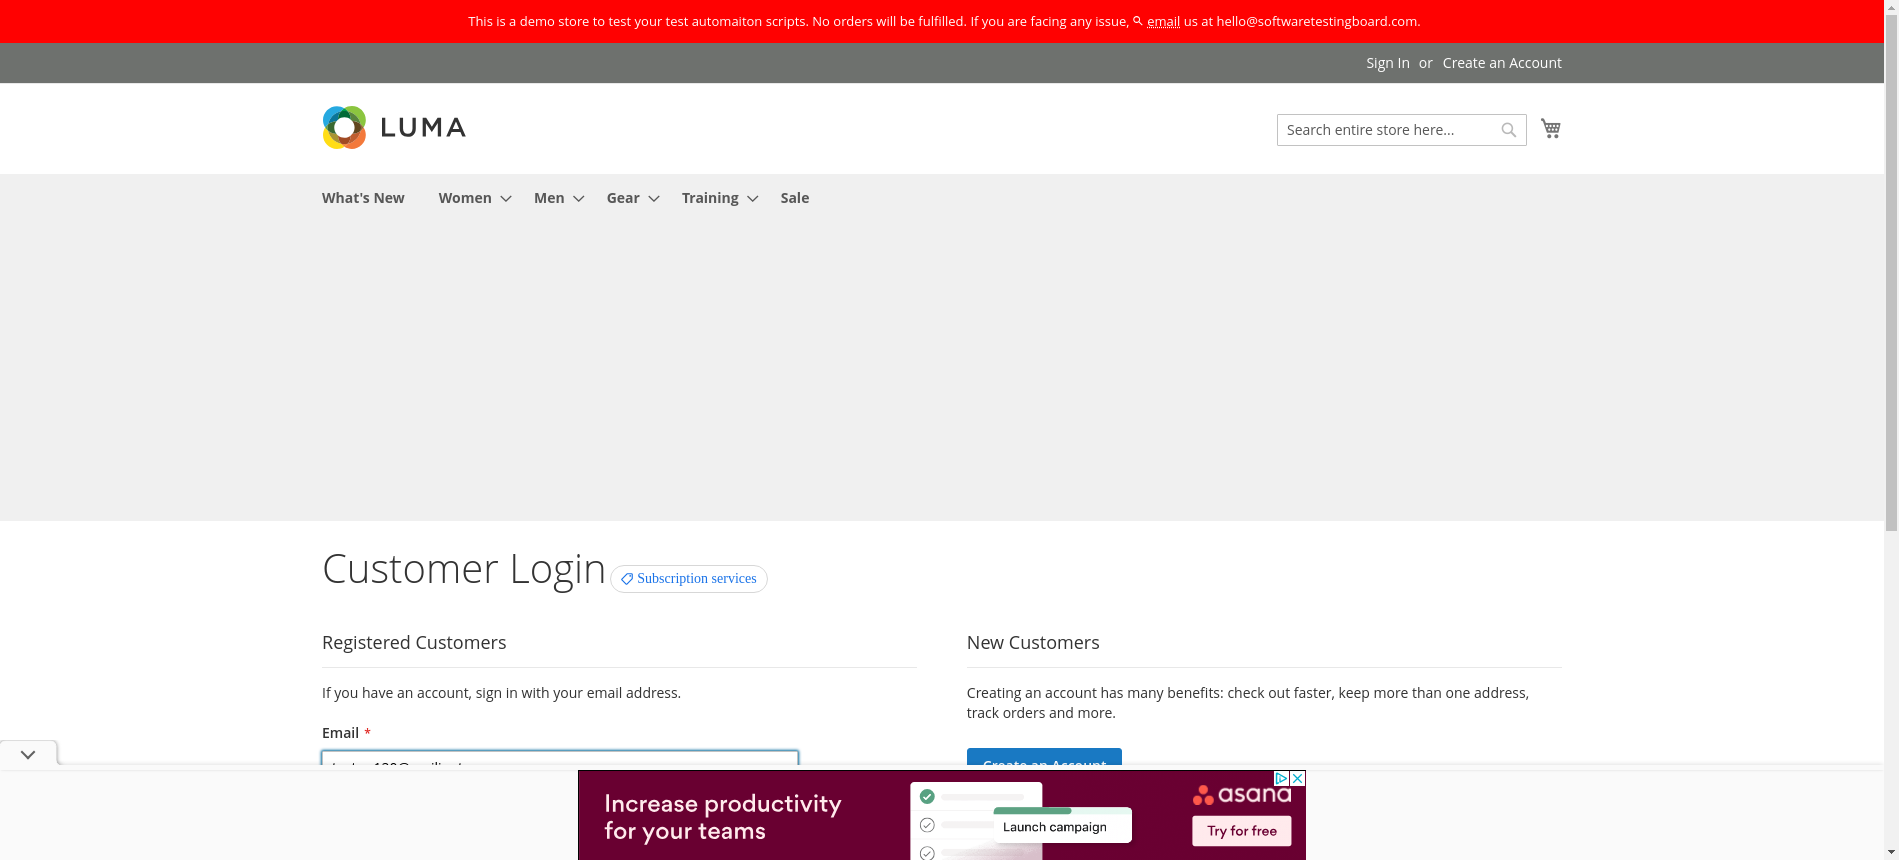 This is a demo store to test your test automaiton scripts. No orders will be fulfilled. If you are facing any issue, email us at hello@softwaretestingboard.com.
Sign In or Create an Account
LUMA
Search entire store here...
What's New Women Men Gear Training Sale
Customer Login
Subscription services
Registered Customers
If you have an account, sign in with your email address.
Email *
New Customers
Creating an account has many benefits: check out faster, keep more than one address,
track orders and more.
Create an Account
Increase productivity
for your teams
Launch campaign
asana
Try for free